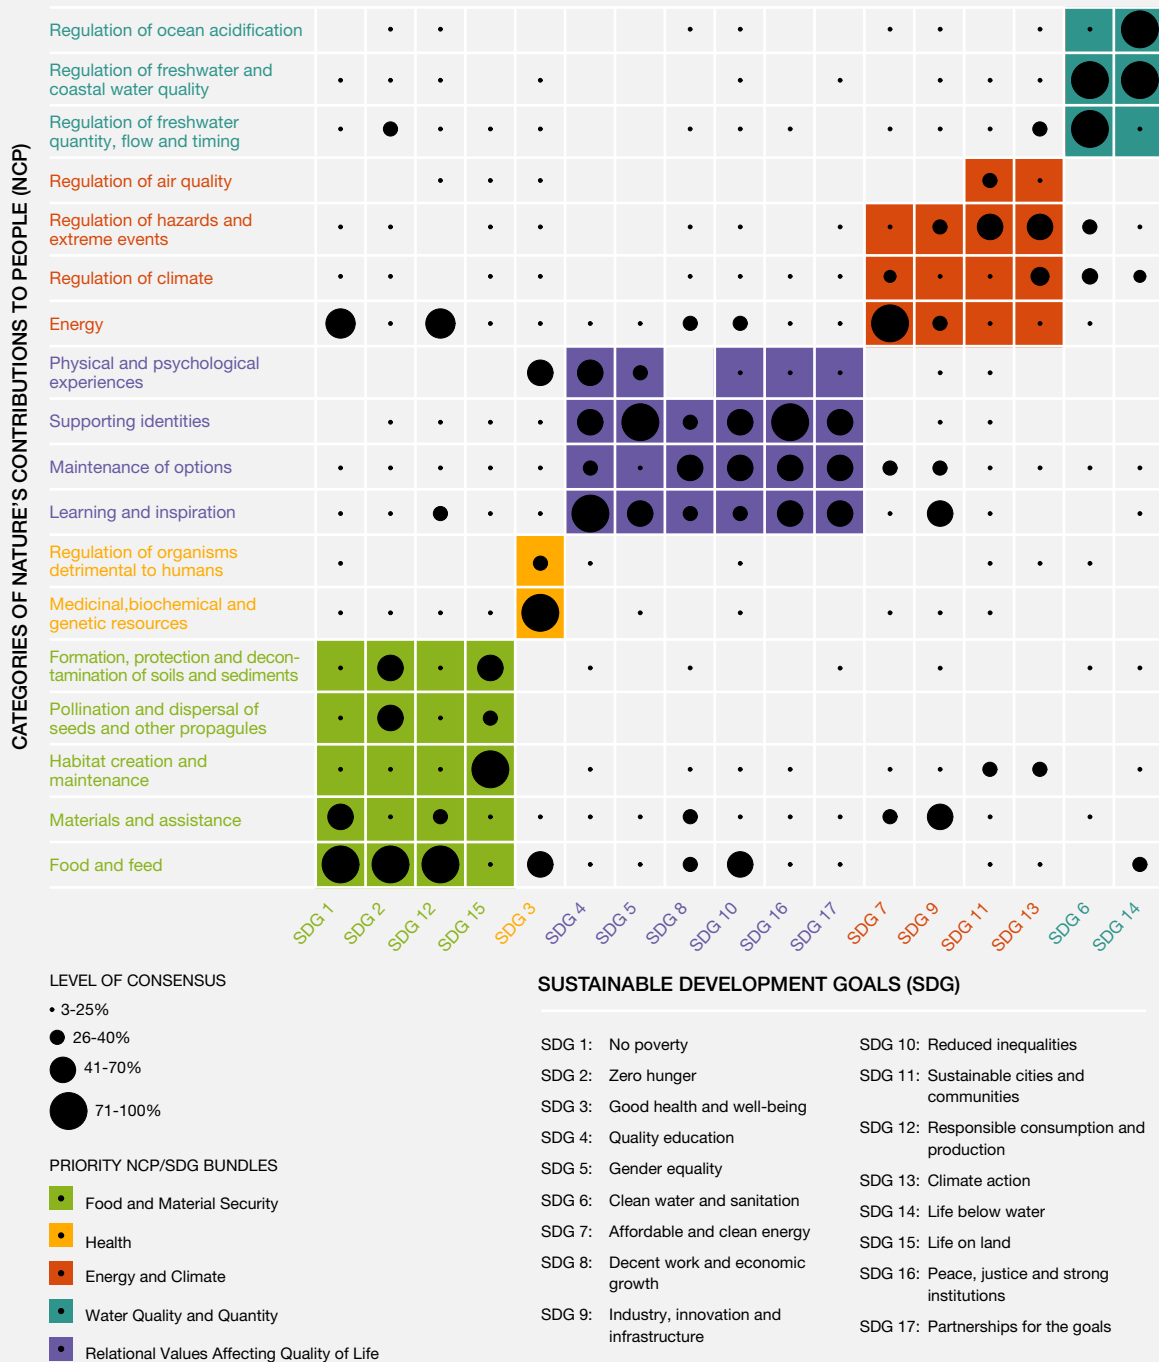 CATEGORIES OF NATURE'S CONTRIBUTIONS TO PEOPLE (NCP)
Regulation of ocean acidification
Regulation of freshwater and
coastal water quality
Regulation of freshwater
quantity, flow and timing
Regulation of air quality
Regulation of hazards and
extreme events
Regulation of climate
Energy
Physical and psychological
experiences
Supporting identities
Maintenance of options
Learning and inspiration
Regulation of organisms
detrimental to humans
Medicinal,biochemical and
genetic resources
Formation, protection and decon-
tamination of soils and sediments
Pollination and dispersal of
seeds and other propagules
Habitat creation and
maintenance
Materials and assistance
Food and feed
SDG 1
SDG 2
SDG 12
SDG 15
SDG 3
SDG 4
SDG 5
SDG 8
SDG 10
SDG 16
SDG 17
SDG 7
SDG 9
SDG 11
SDG 13
SDG 6
SDG 14
LEVEL OF CONSENSUS
3-25%
26-40%
41-70%
71-100%
PRIORITY NCP/SDG BUNDLES
Food and Material Security
Health
Energy and Climate
Water Quality and Quantity
Relational Values Affecting Quality of Life
SUSTAINABLE DEVELOPMENT GOALS (SDG)
SDG 1: No poverty
SDG 2: Zero hunger
SDG 3: Good health and well-being
SDG 4: Quality education
SDG 5: Gender equality
SDG 6: Clean water and sanitation
SDG 7: Affordable and clean energy
SDG 8: Decent work and economic
growth
SDG 9: Industry, innovation and
infrastructure
SDG 10: Reduced inequalities
SDG 11: Sustainable cities and
communities
SDG 12: Responsible consumption and
production
SDG 13: Climate action
SDG 14: Life below water
SDG 15: Life on land
SDG 16: Peace, justice and strong
institutions
SDG 17: Partnerships for the goals